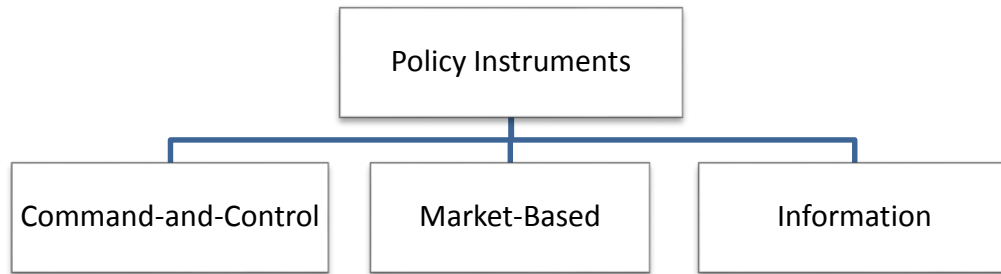 Policy Instruments
Command-and-Control
Market-Based
Information